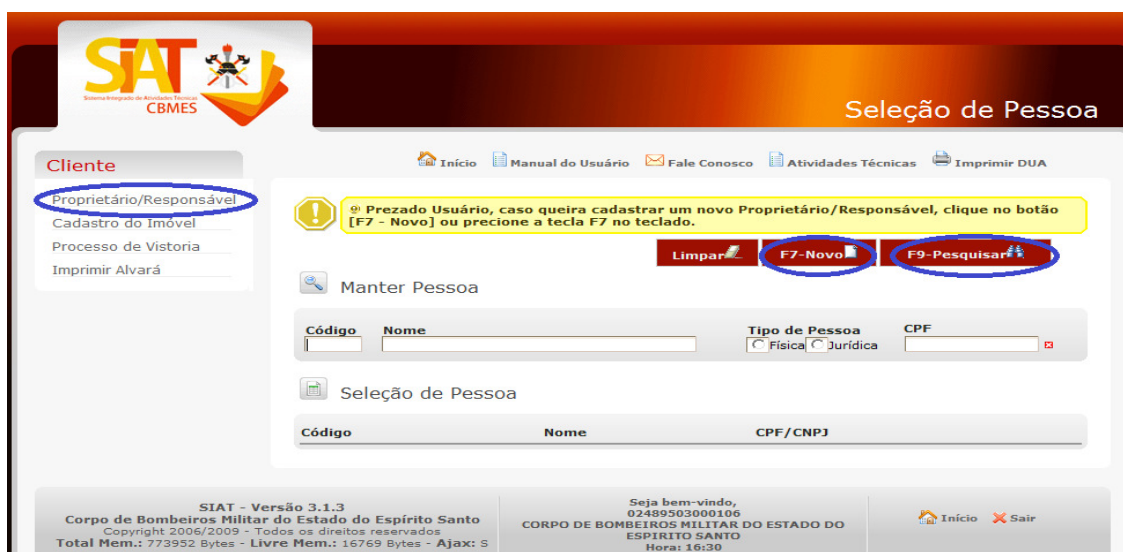 SiAT
Sistema Integrado de Atividades Técnicas
CBMES
Seleção de Pessoa
Cliente
Proprietário/Responsável
Cadastro do Imóvel
Processo de Vistoria
Imprimir Alvará
Início Manual do Usuário Fale Conosco Atividades Técnicas Imprimir DUA
Prezado Usuário, caso queira cadastrar um novo Proprietário/Responsável, clique no botão
[F7 - Novo] ou precione a tecla F7 no teclado.
Limpar F7-Novo F9-Pesquisar
Manter Pessoa
Código Nome Tipo de Pessoa CPF
Física Jurídica
Seleção de Pessoa
Código Nome CPF/CNPJ
SIAT - Versão 3.1.3
Corpo de Bombeiros Militar do Estado do Espírito Santo
Copyright 2006/2009 - Todos os direitos reservados
Total Mem.: 773952 Bytes - Livre Mem.: 16769 Bytes - Ajax: S
Seja bem-vindo,
02489503000106
CORPO DE BOMBEIROS MILITAR DO ESTADO DO
ESPIRITO SANTO
Hora: 16:30
Início Sair